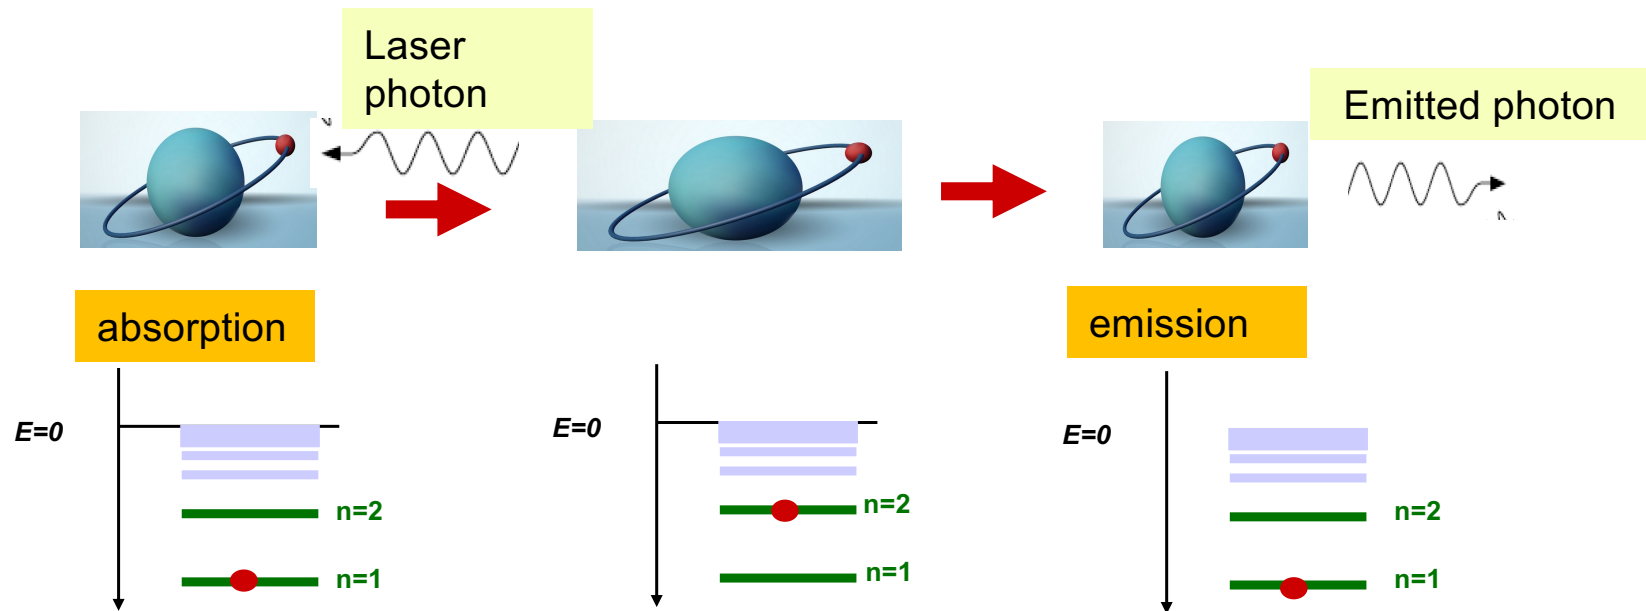 Laser
photon
Emitted photon
absorption
emission
E=0
n=2
n=1
E=0
n=2
n=1
E=0
n=2
n=1